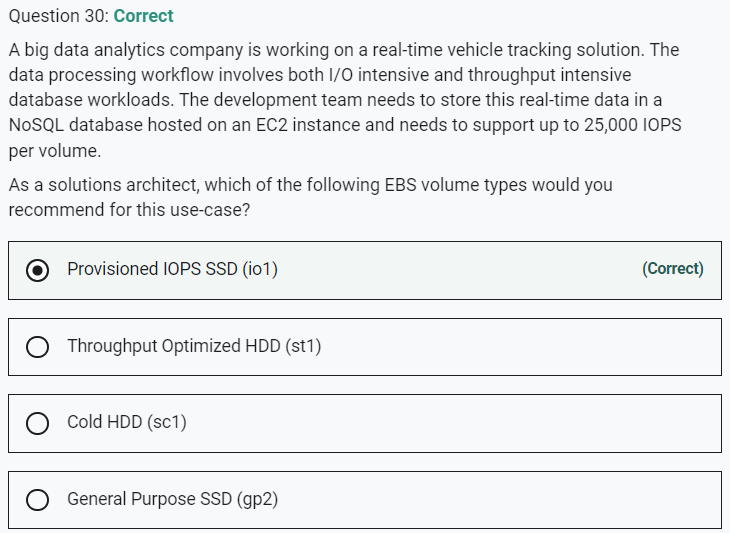 Question 30: Correct
A big data analytics company is working on a real-time vehicle tracking solution. The
data processing workflow involves both I/O intensive and throughput intensive
database workloads. The development team needs to store this real-time data in a
NoSQL database hosted on an EC2 instance and needs to support up to 25,000 IOPS
per volume.
As a solutions architect, which of the following EBS volume types would you
recommend for this use-case?
Provisioned IOPS SSD (io1) (Correct)
Throughput Optimized HDD (st1)
Cold HDD (sc1)
General Purpose SSD (gp2)